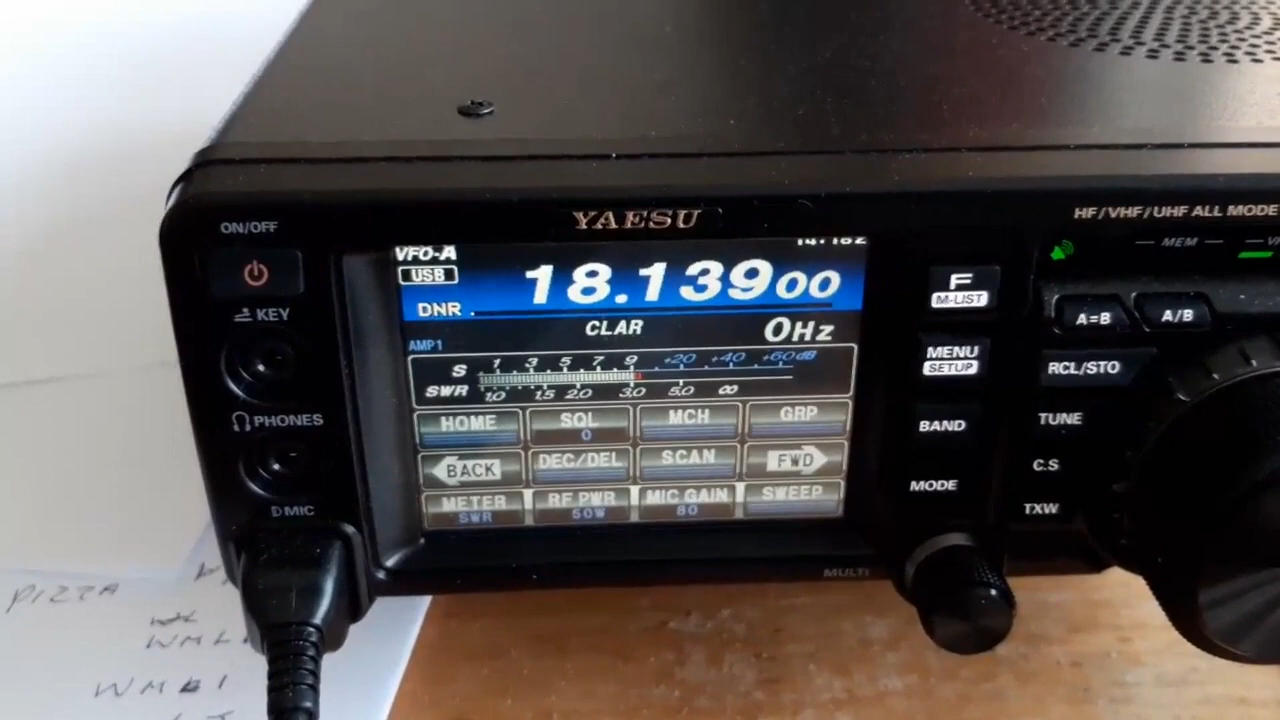 YAESU
HF/VHF/UHF ALL MODE
ON/OFF
KEY
PHONES
MIC
VFO-A
14.182
USB
18.13900
DNR
CLAR 0Hz
AMP1
S 1 3 5 7 9 +20 +40 +60dB
SWR 1.0 1.5 2.0 3.0 5.0 ∞
HOME SQL MCH GRP
0
BACK DEC/DEL SCAN FWD
METER RF PWR MIC GAIN SWEEP
SWR 50W 80
MULTI
F
M-LIST
MENU
SETUP
BAND
MODE
MEM
A=B A/B
RCL/STO
TUNE
C.S
TXW
PIZZA